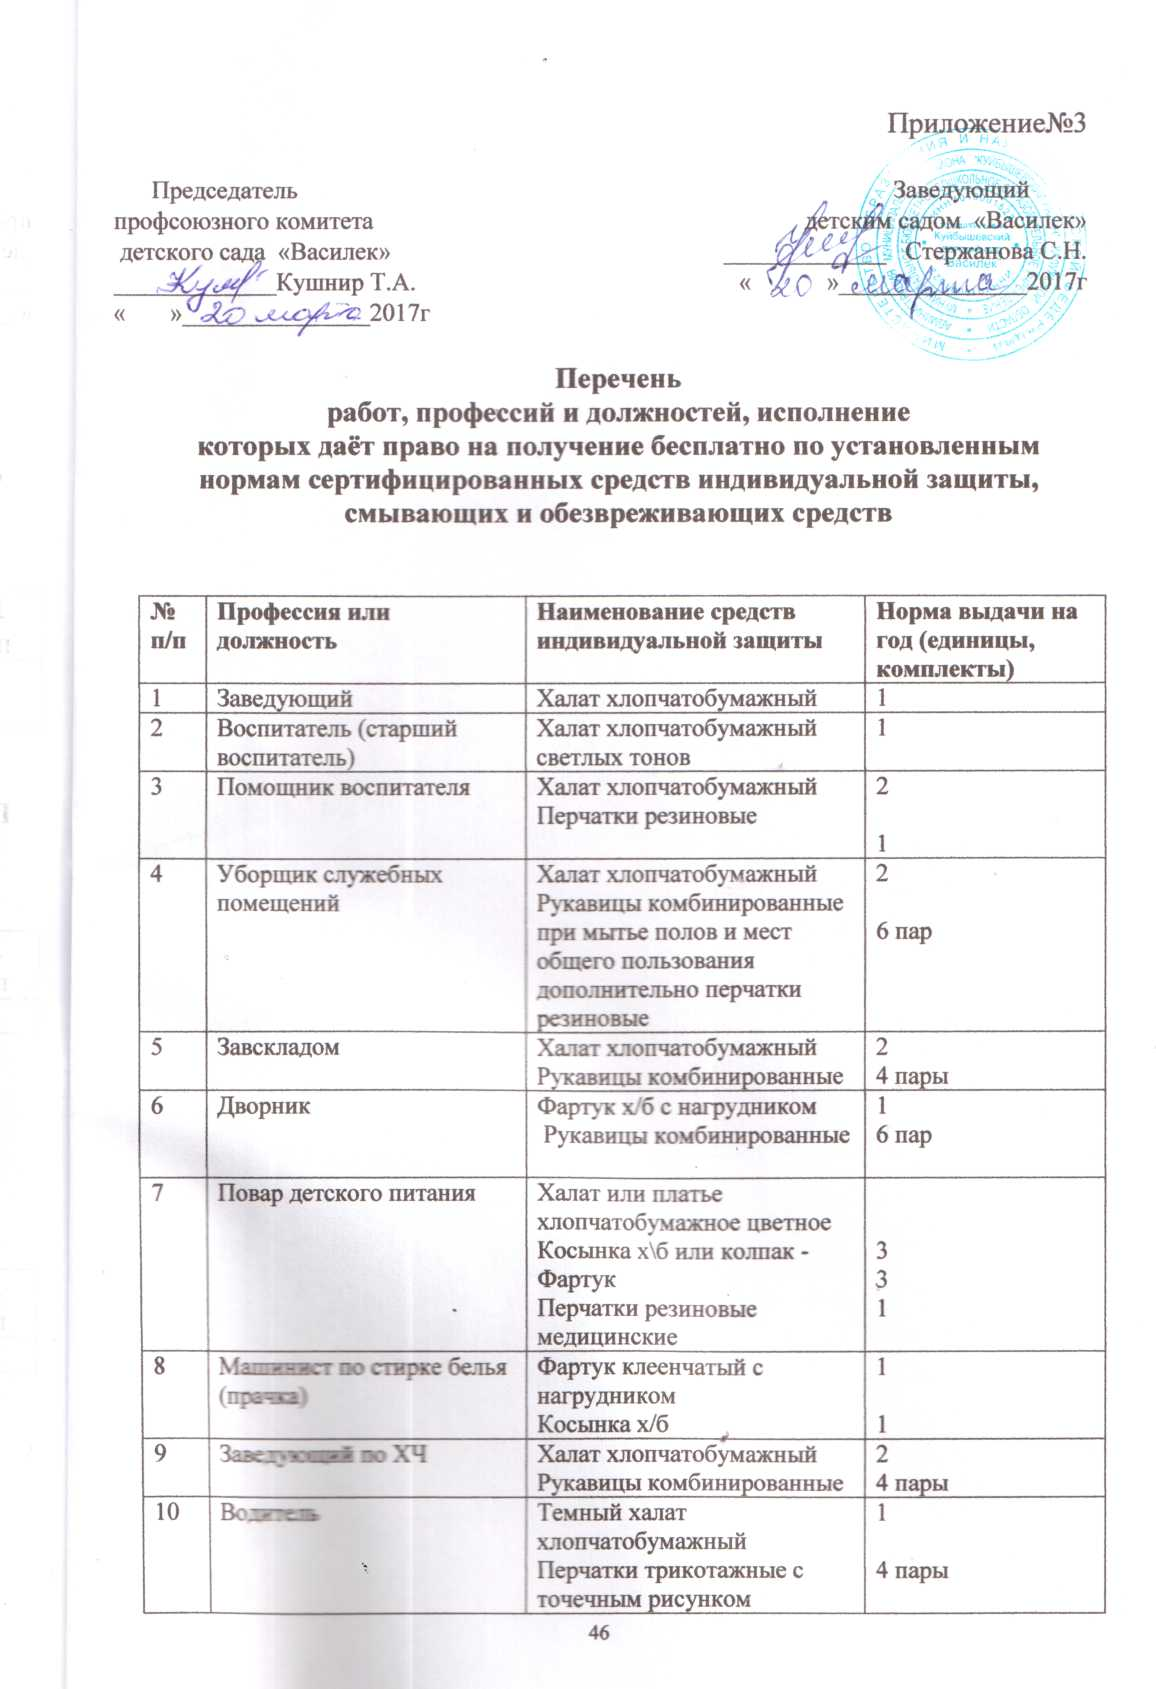 Приложение№3
Председатель
профсоюзного комитета
детского сада «Василек»
Кушнир Т.А.
« » 20 марта 2017г
Заведующий
детским садом «Василек»
Стержанова С.Н.
« 20 » марта 2017г
Куйбышевский
Василек
Перечень
работ, профессий и должностей, исполнение
которых даёт право на получение бесплатно по установленным
нормам сертифицированных средств индивидуальной защиты,
смывающих и обезвреживающих средств
№ п/п Профессия или должность Наименование средств индивидуальной защиты Норма выдачи на год (единицы, комплекты)
1 Заведующий Халат хлопчатобумажный 1
2 Воспитатель (старший Халат хлопчатобумажный 1
воспитатель) светлых тонов
3 Помощник воспитателя Халат хлопчатобумажный 2
Перчатки резиновые
1
4 Уборщик служебных Халат хлопчатобумажный 2
помещений Рукавицы комбинированные
при мытье полов и мест 6 пар
общего пользования
дополнительно перчатки
резиновые
5 Завскладом Халат хлопчатобумажный 2
Рукавицы комбинированные 4 пары
6 Дворник Фартук х/б с нагрудником 1
Рукавицы комбинированные 6 пар
7 Повар детского питания Халат или платье
хлопчатобумажное цветное
Косынка х\б или колпак - 3
Фартук 3
Перчатки резиновые 1
медицинские
8 Машинист по стирке белья Фартук клеенчатый с 1
(прачка) нагрудником
Косынка х/б 1
9 Заведующий по ХЧ Халат хлопчатобумажный 2
Рукавицы комбинированные 4 пары
10 Водитель Темный халат 1
хлопчатобумажный
Перчатки трикотажные с 4 пары
точечным рисунком
46